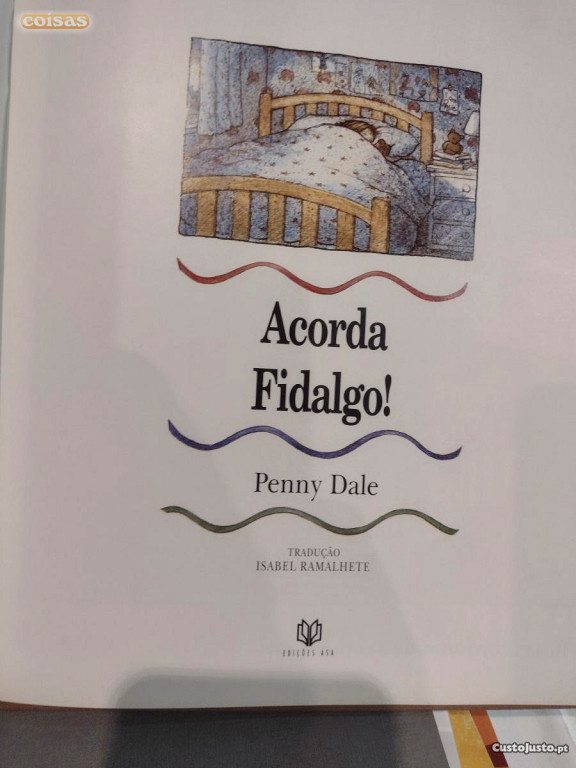 coisas
Acorda
Fidalgo!
Penny Dale
TRADUÇÃO
ISABEL RAMALHETE
EDIÇÕES ASA
CustoJusto.pt